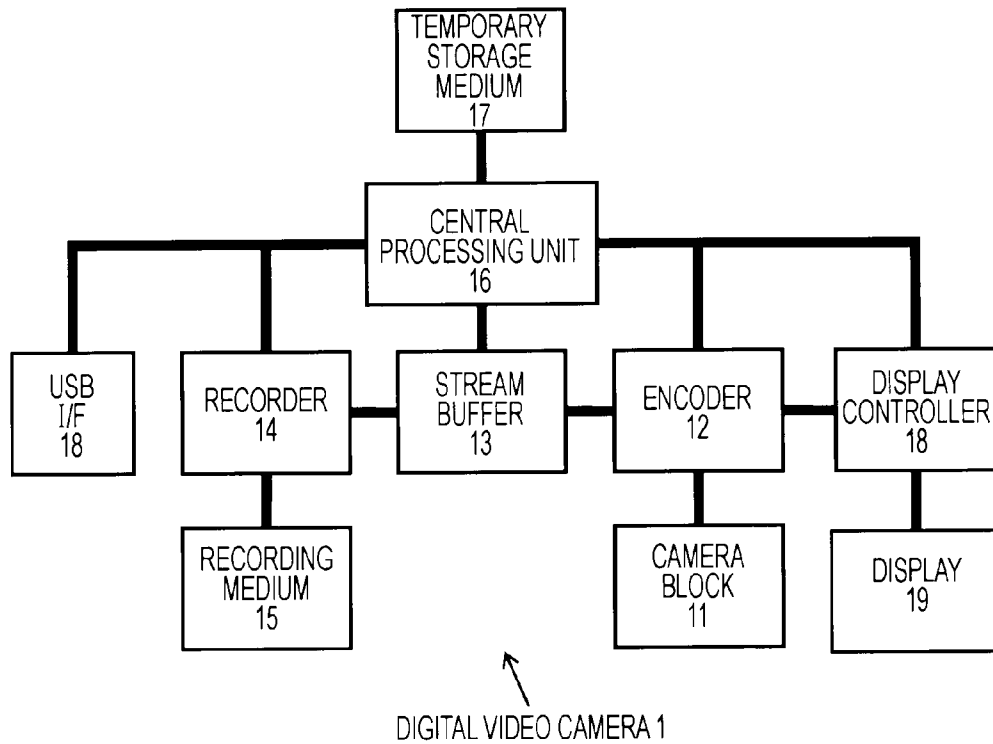 TEMPORARY
STORAGE
MEDIUM
17
CENTRAL
PROCESSING UNIT
16
USB
I/F
18
RECORDER
14
STREAM
BUFFER
13
ENCODER
12
DISPLAY
CONTROLLER
18
RECORDING
MEDIUM
15
CAMERA
BLOCK
11
DISPLAY
19
DIGITAL VIDEO CAMERA 1